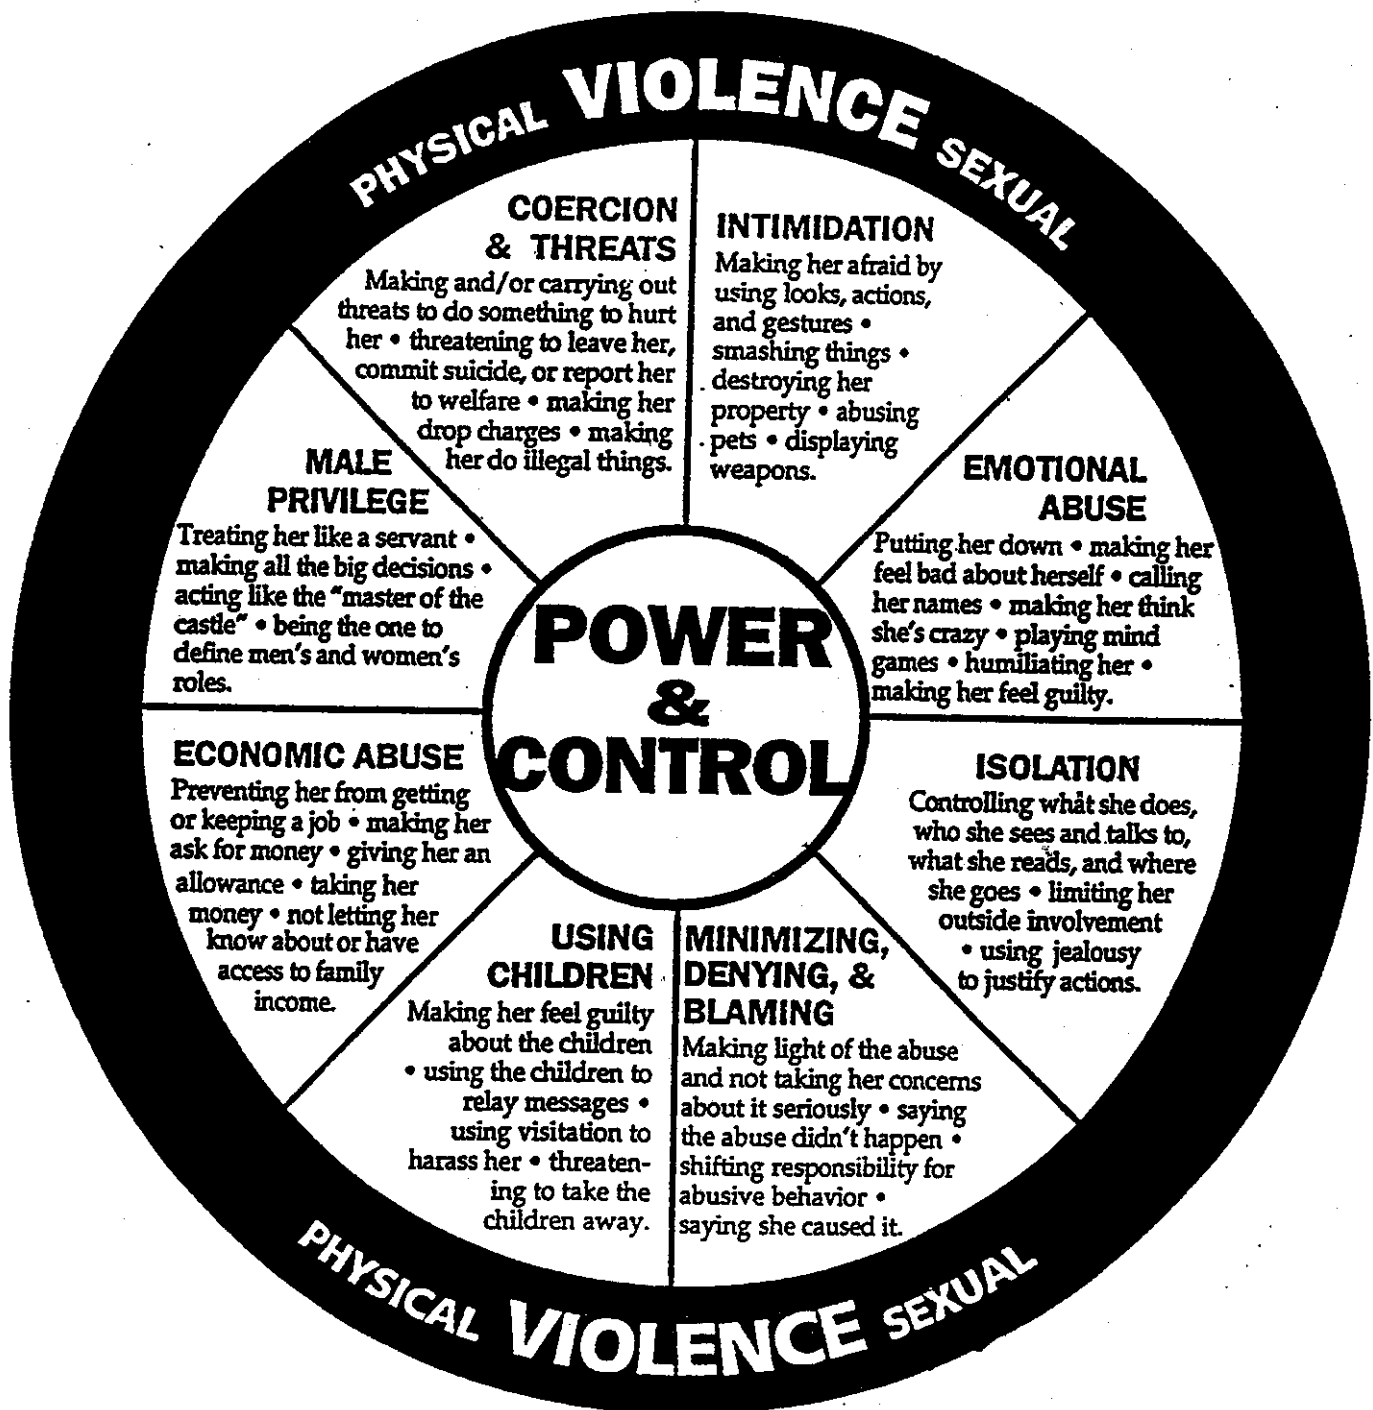 PHYSICAL VIOLENCE SEXUAL
COERCION
& THREATS
Making and/or carrying out
threats to do something to hurt
her • threatening to leave her,
commit suicide, or report her
to welfare • making her
drop charges • making
her do illegal things.
INTIMIDATION
Making her afraid by
using looks, actions,
and gestures •
smashing things •
destroying her
property • abusing
pets • displaying
weapons.
MALE
PRIVILEGE
Treating her like a servant •
making all the big decisions •
acting like the "master of the
castle" • being the one to
define men's and women's
roles.
EMOTIONAL
ABUSE
Putting her down • making her
feel bad about herself • calling
her names • making her think
she's crazy • playing mind
games • humiliating her •
making her feel guilty.
POWER
&
CONTROL
ECONOMIC ABUSE
Preventing her from getting
or keeping a job • making her
ask for money • giving her an
allowance • taking her
money • not letting her
know about or have
access to family
income.
ISOLATION
Controlling what she does,
who she sees and talks to,
what she reads, and where
she goes • limiting her
outside involvement
• using jealousy
to justify actions.
USING
CHILDREN
Making her feel guilty
about the children
• using the children to
relay messages •
using visitation to
harass her • threaten-
ing to take the
children away.
MINIMIZING,
DENYING, &
BLAMING
Making light of the abuse
and not taking her concerns
about it seriously • saying
the abuse didn't happen •
shifting responsibility for
abusive behavior •
saying she caused it.
PHYSICAL VIOLENCE SEXUAL